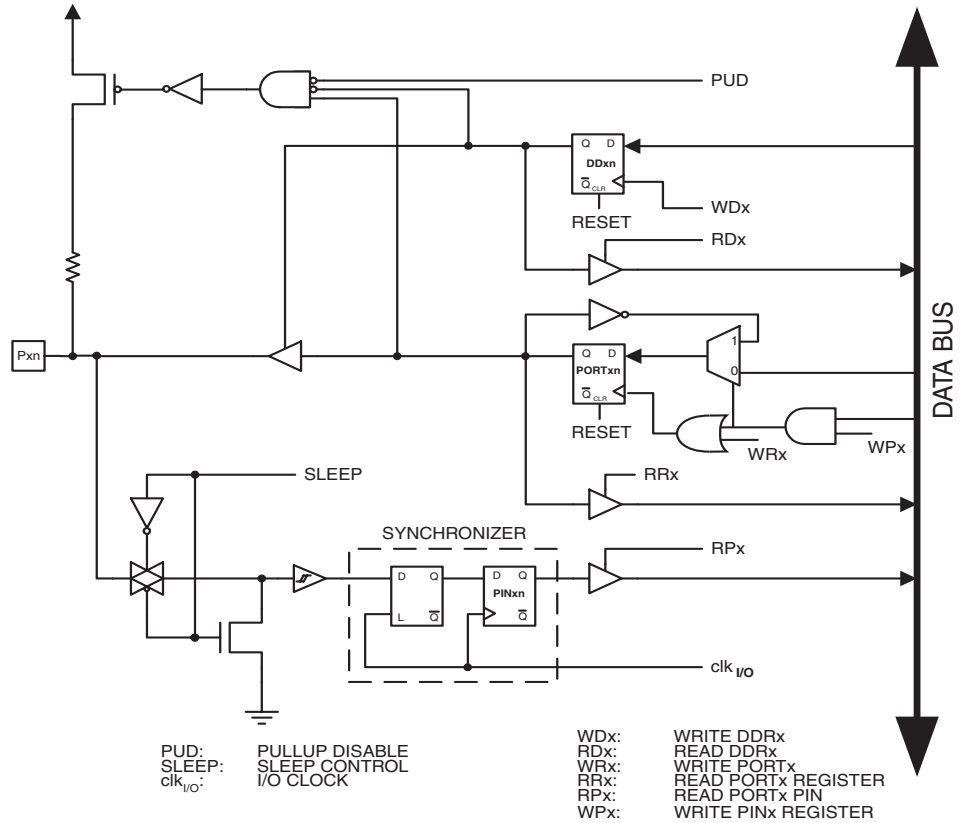 PUD
Q D
DDxn
Q CLR
WDx
RESET
RDx
1
Pxn
Q D
PORTxn
0
Q CLR
RESET
WRx
WPx
DATA BUS
SLEEP
RRx
SYNCHRONIZER
RPx
D Q
D Q
PINxn
L Q
Q
clk I/O
PUD: PULLUP DISABLE
SLEEP: SLEEP CONTROL
clkI/O: I/O CLOCK
WDx: WRITE DDRx
RDx: READ DDRx
WRx: WRITE PORTx
RRx: READ PORTx REGISTER
RPx: READ PORTx PIN
WPx: WRITE PINx REGISTER